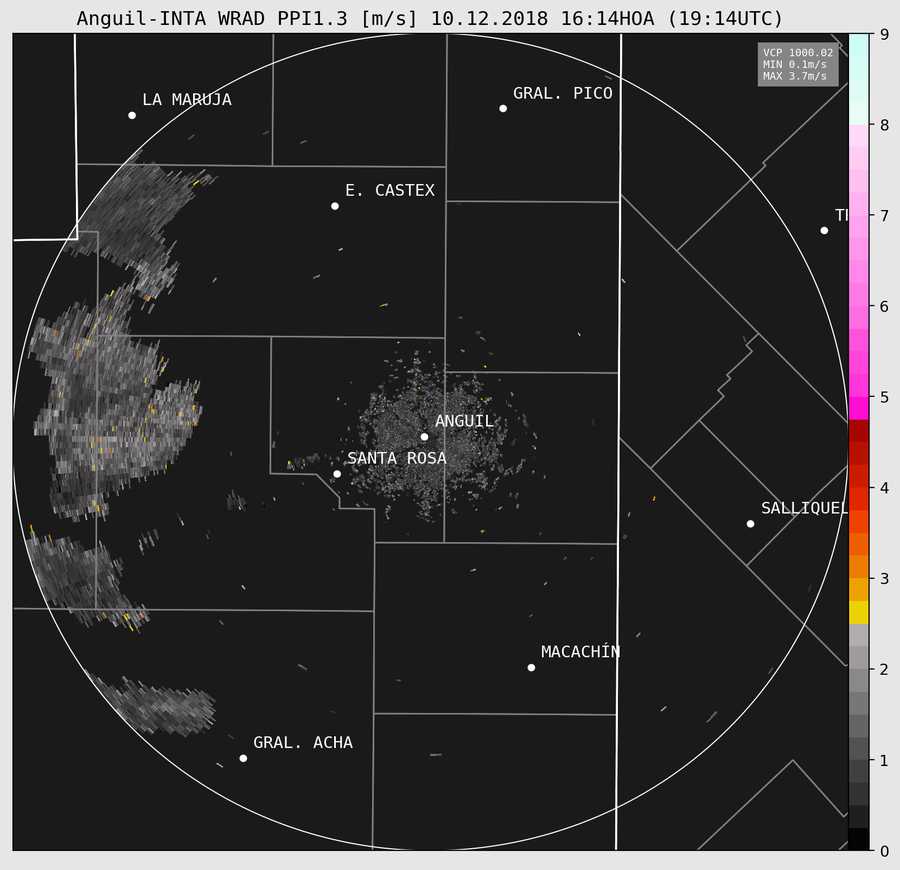 Anguil-INTA WRAD PPI1.3 [m/s] 10.12.2018 16:14HOA (19:14UTC)
VCP 1000.02
MIN 0.1m/s
MAX 3.7m/s
LA MARUJA
GRAL. PICO
E. CASTEX
ANGUIL
SANTA ROSA
SALLIQUEL
MACACHÍN
GRAL. ACHA
9
8
7
6
5
4
3
2
1
0